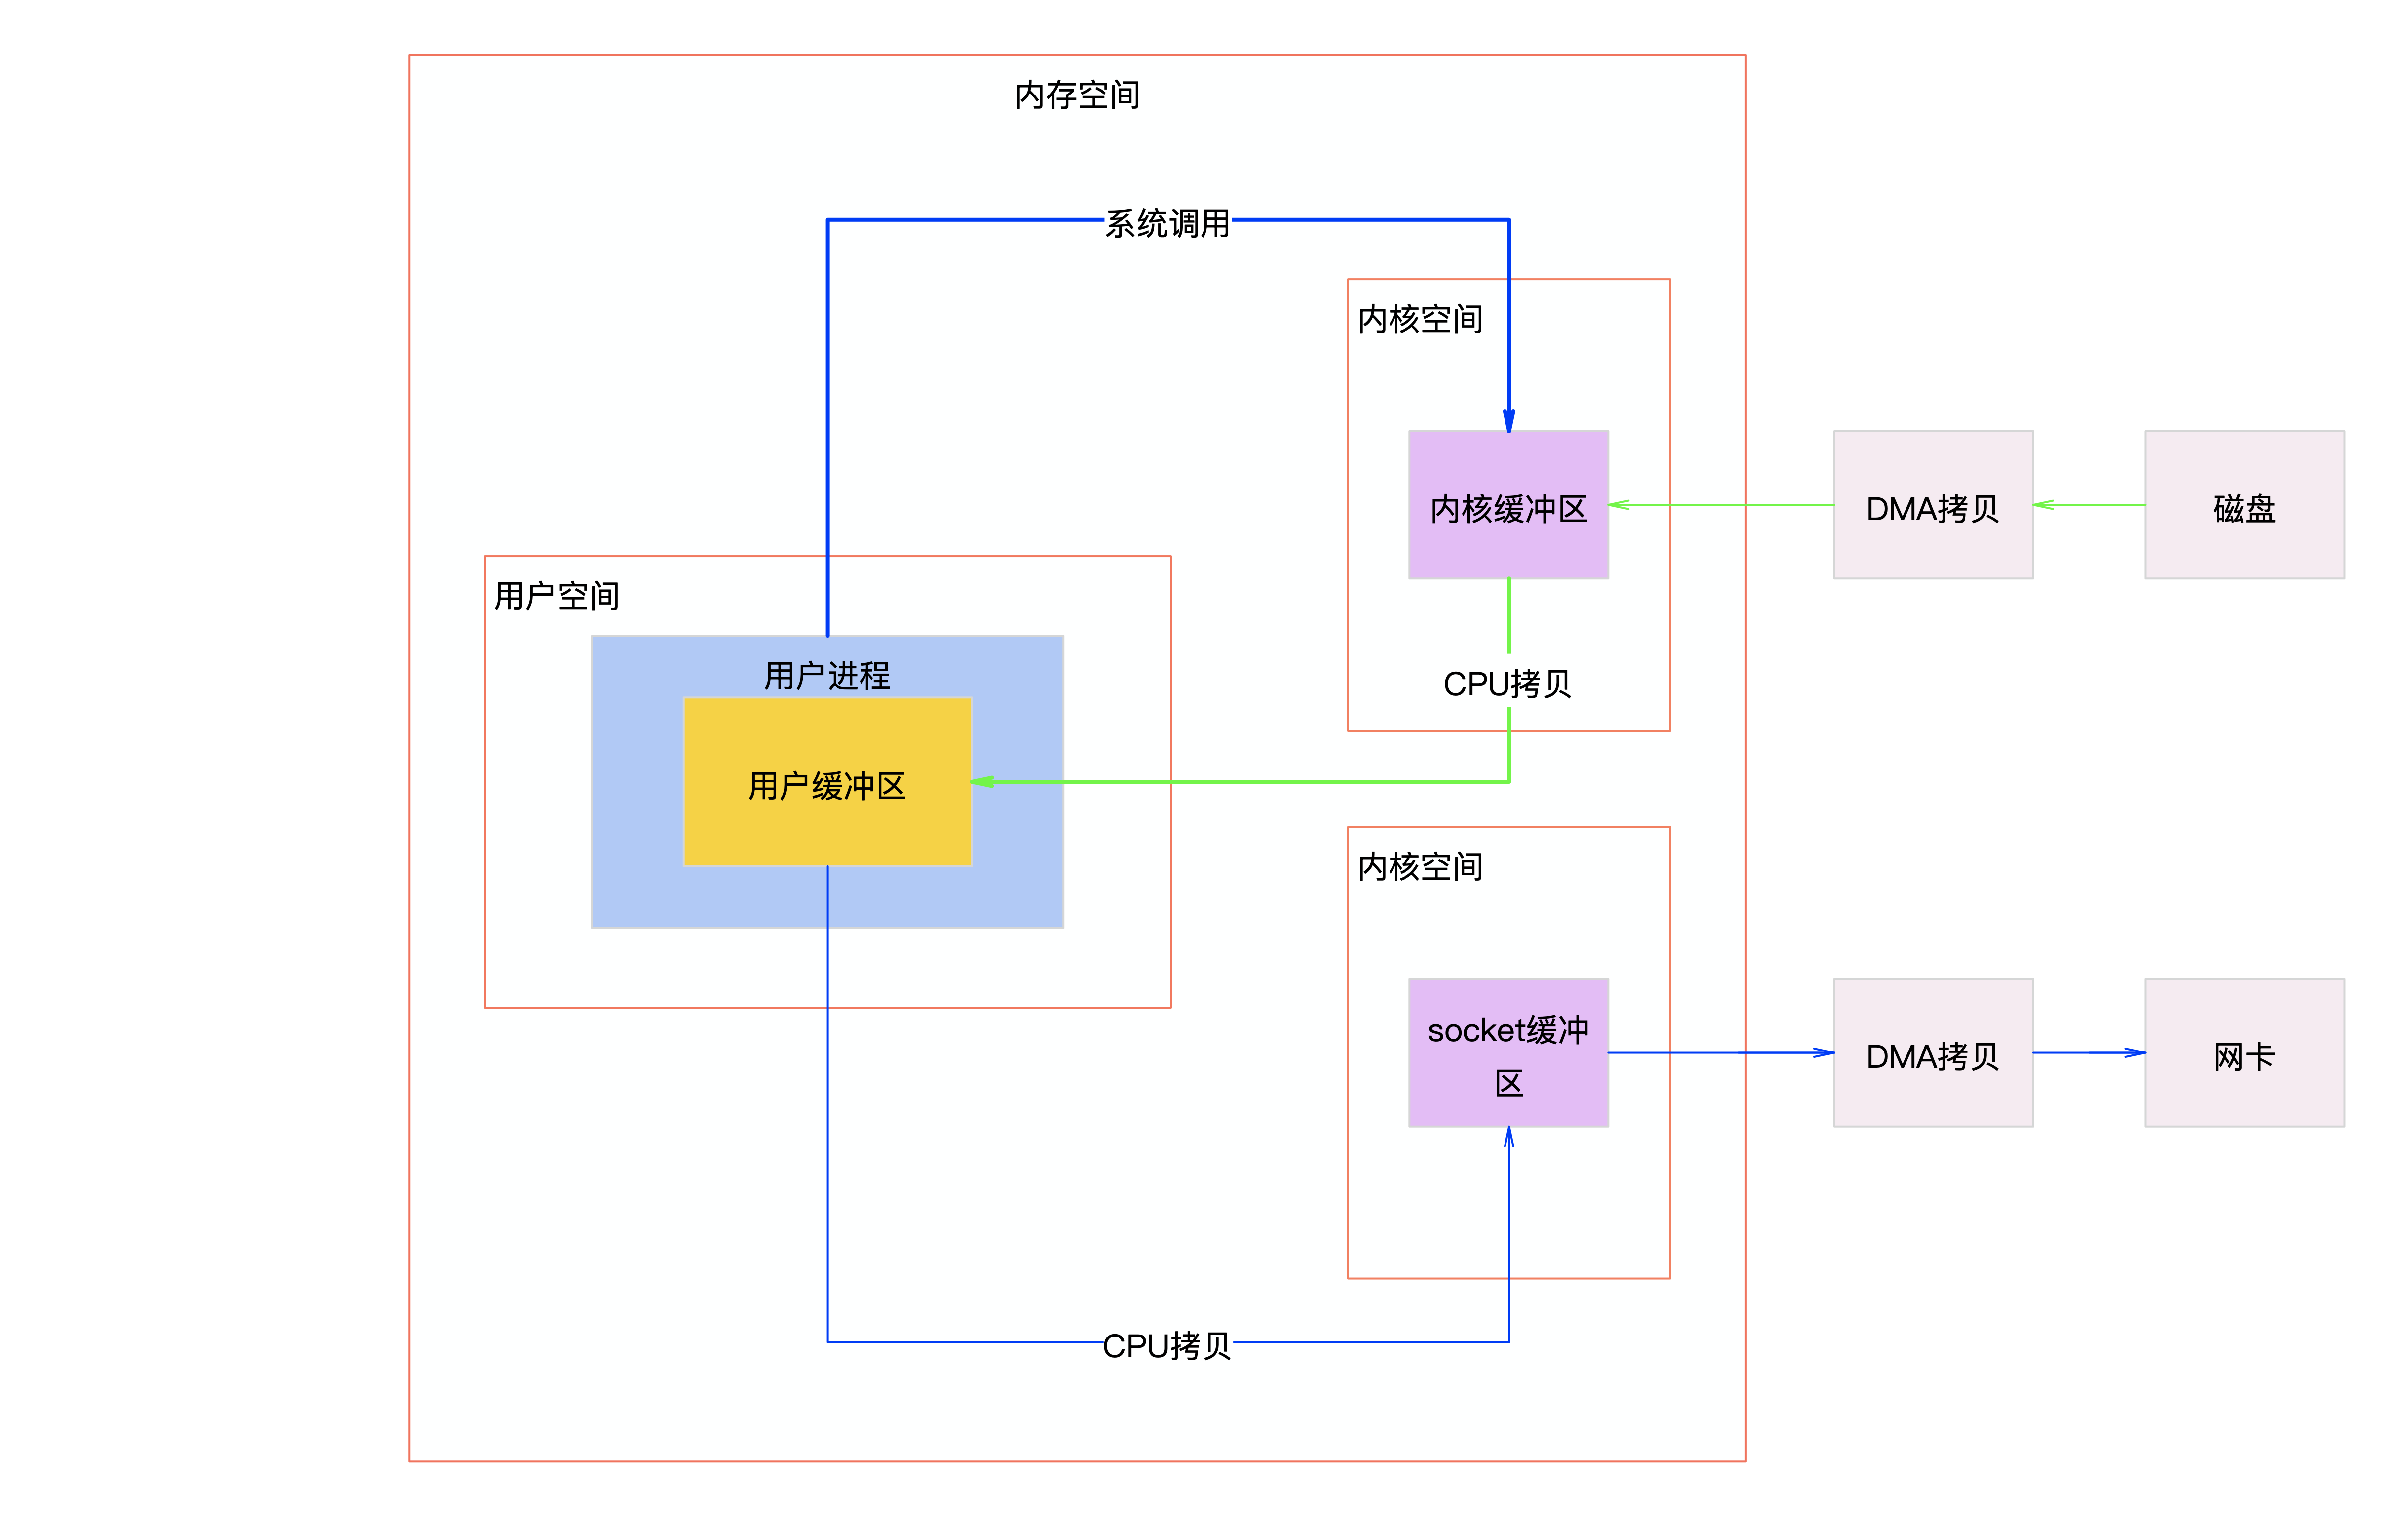 内存空间
系统调用
内核空间
内核缓冲区
DMA拷贝
磁盘
用户空间
用户进程
CPU拷贝
用户缓冲区
内核空间
socket缓冲
区
DMA拷贝
网卡
CPU拷贝